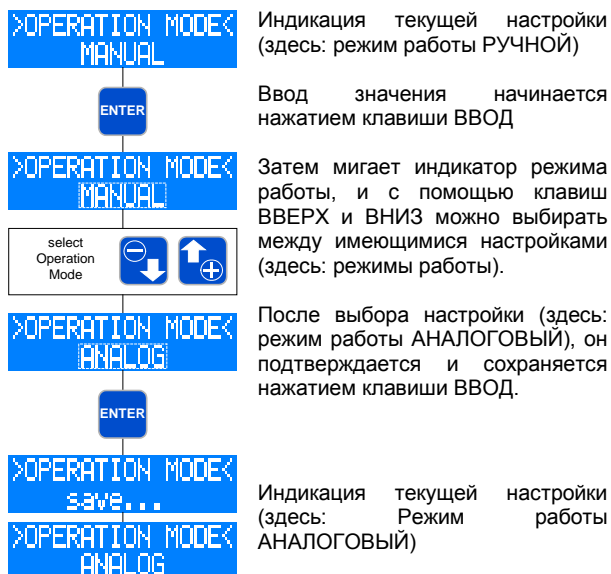 >OPERATION MODE<
MANUAL
Индикация текущей настройки
(здесь: режим работы РУЧНОЙ)
ENTER
Ввод значения начинается
нажатием клавиши ВВОД
>OPERATION MODE<
MANUAL
Затем мигает индикатор режима
работы, и с помощью клавиш
ВВЕРХ и ВНИЗ можно выбирать
между имеющимися настройками
(здесь: режимы работы).
select
Operation
Mode
>OPERATION MODE<
ANALOG
После выбора настройки (здесь:
режим работы АНАЛОГОВЫЙ), он
подтверждается и сохраняется
нажатием клавиши ВВОД.
ENTER
>OPERATION MODE<
save...
>OPERATION MODE<
ANALOG
Индикация текущей настройки
(здесь: Режим работы
АНАЛОГОВЫЙ)